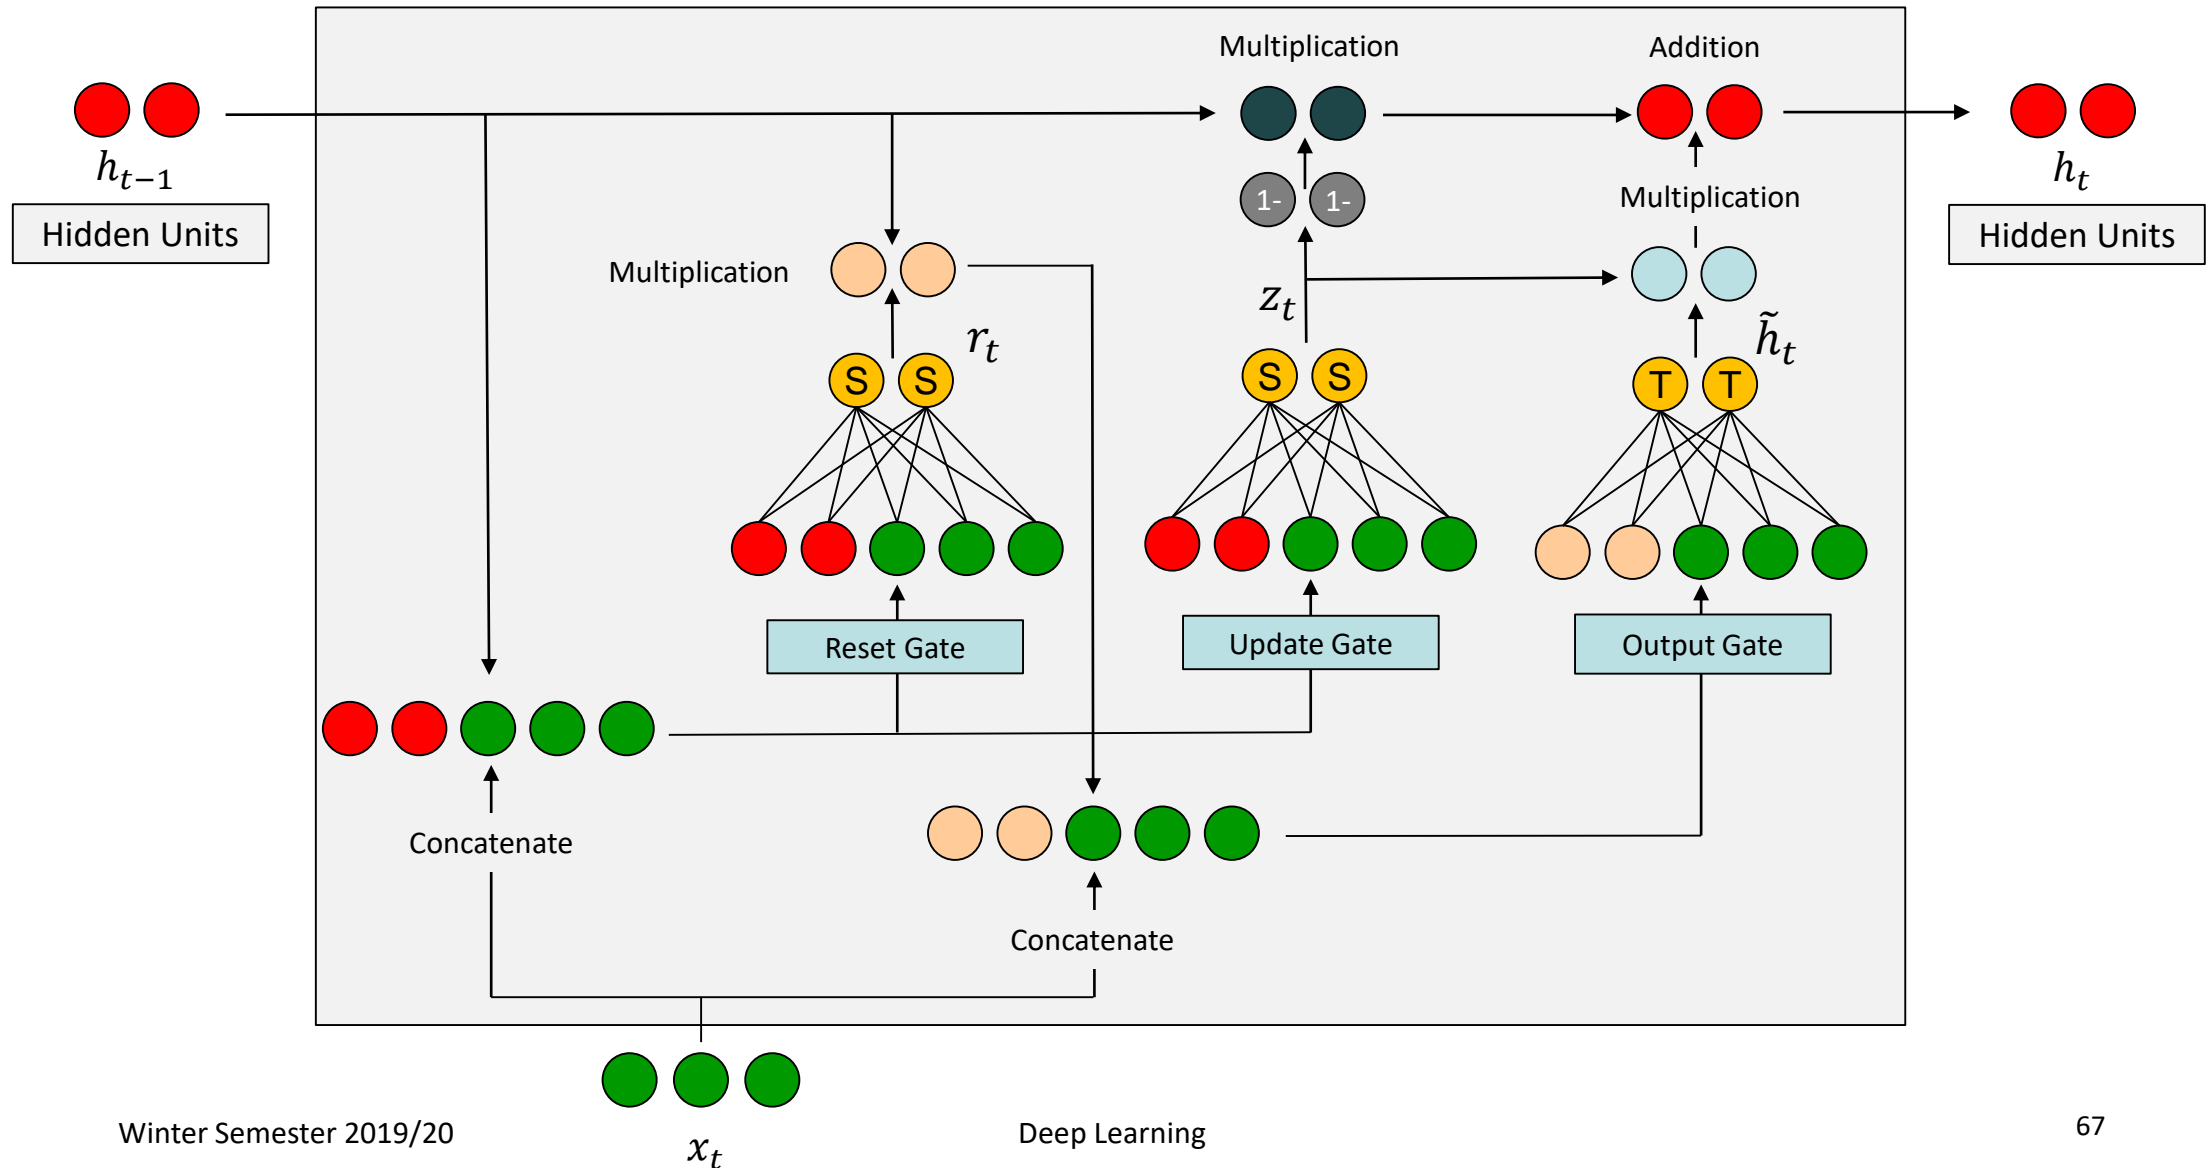 Multiplication
Addition
h_{t−1}
Hidden Units
1-
1-
Multiplication
h_t
Hidden Units
Multiplication
z_t
r_t
h̃_t
S
S
S
S
T
T
Reset Gate
Update Gate
Output Gate
Concatenate
Concatenate
x_t
Winter Semester 2019/20
Deep Learning
67